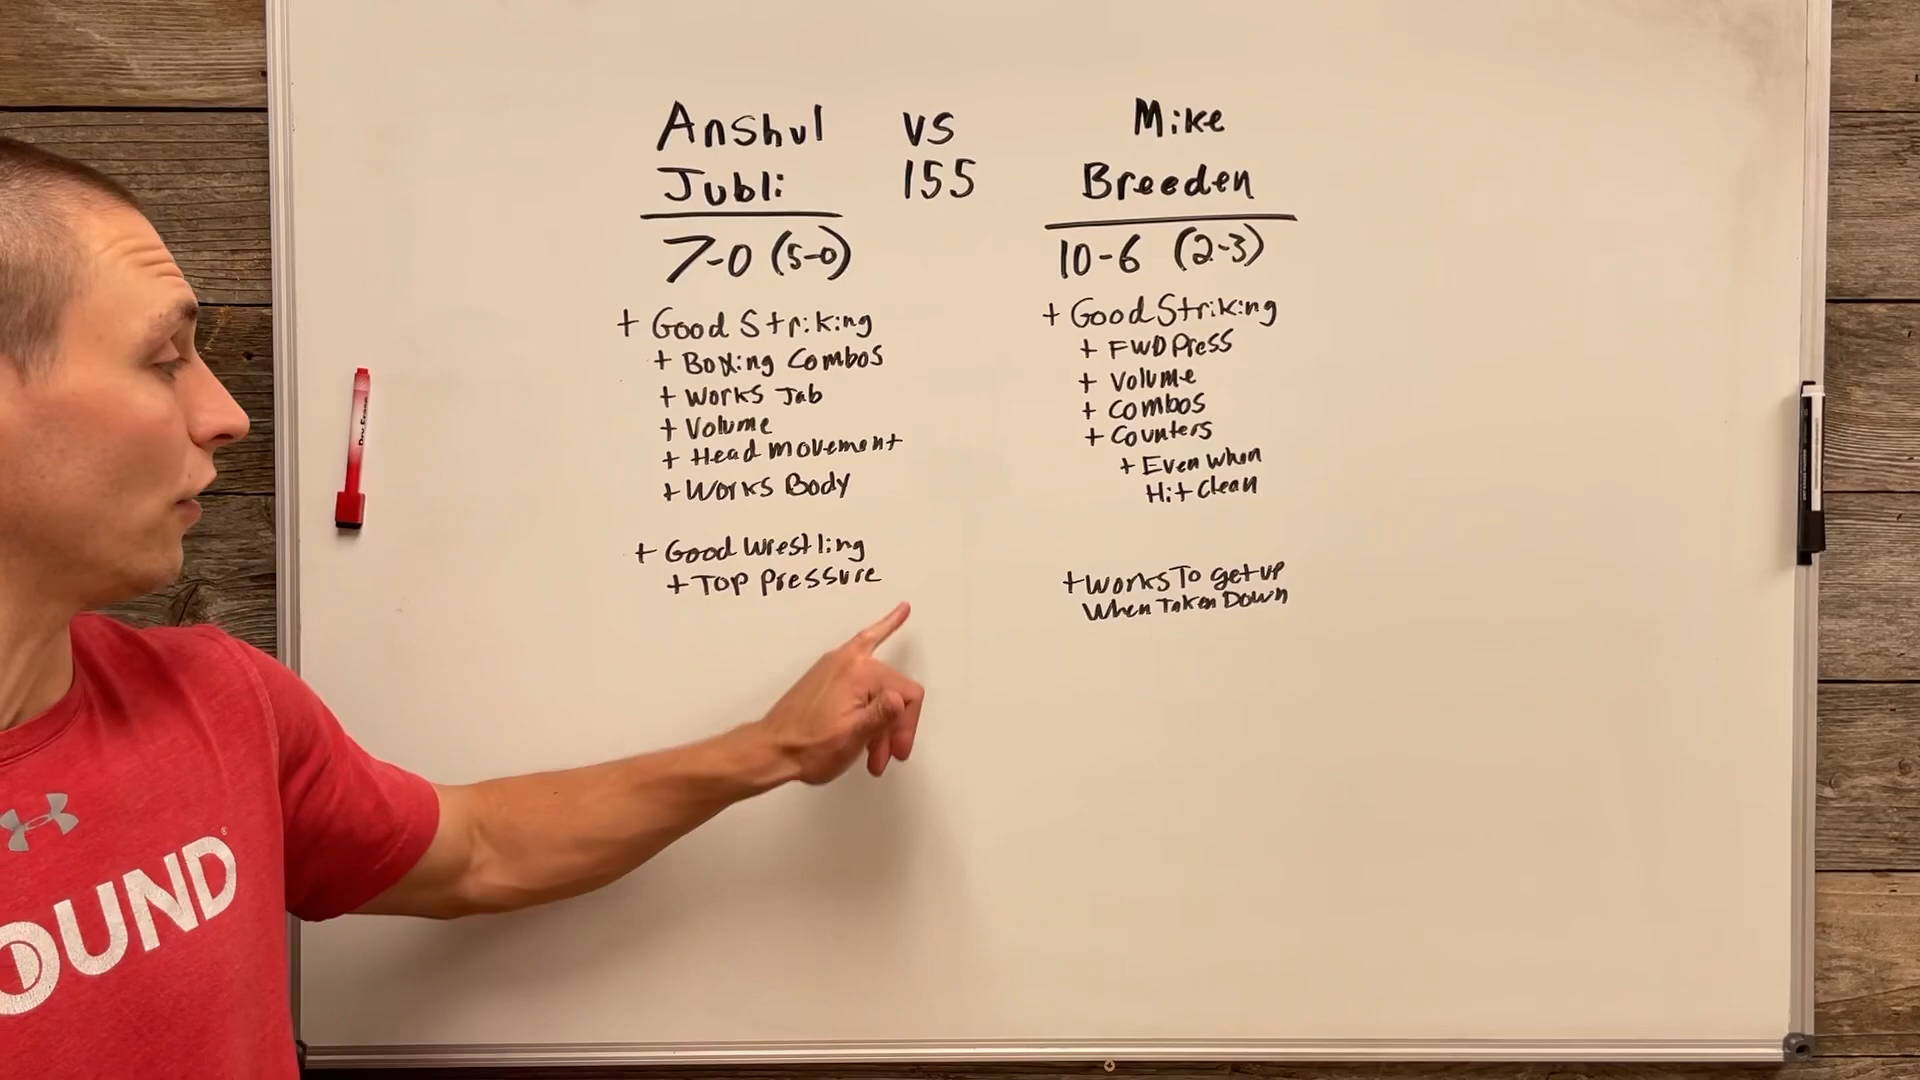 Anshul VS Mike
Jubli 155 Breeden
7-0 (5-0)
10-6 (2-3)
+ Good Striking
+ Boxing Combos
+ Works Jab
+ Volume
+ Head Movement
+ Works Body
+ Good Wrestling
+ Top Pressure
+ Good Striking
+ FWD Press
+ Volume
+ Combos
+ Counters
+ Even When
Hit Clean
+ Works To get up
When Taken Down
OUND